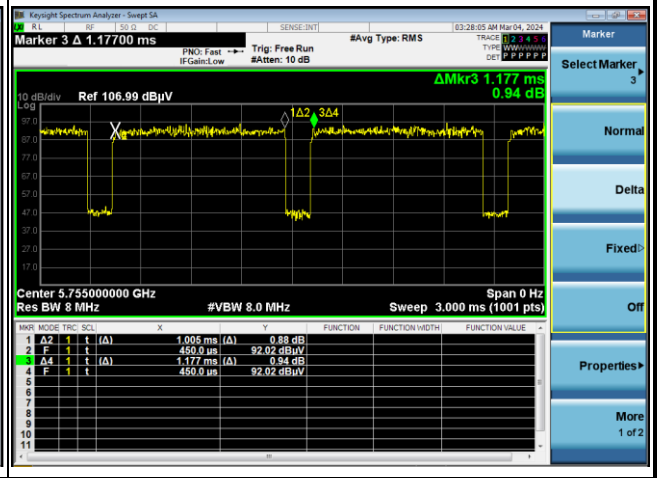 Keysight Spectrum Analyzer - Swept SA
RL RF 50 Ω DC SENSE:INT 03:28:05 AM Mar 04, 2024
Marker 3 Δ 1.17700 ms #Avg Type: RMS TRACE 1 2 3 4 5 6
PNO: Fast Trig: Free Run TYPE WWWWWW
IFGain:Low #Atten: 10 dB DET P P P P P P
ΔMkr3 1.177 ms
10 dB/div Ref 106.99 dBµV 0.94 dB
Log
1Δ2 3Δ4
97.0
87.0
77.0
67.0
57.0
47.0
37.0
27.0
17.0
X
Center 5.755000000 GHz Span 0 Hz
Res BW 8 MHz #VBW 8.0 MHz Sweep 3.000 ms (1001 pts)
MKR MODE TRC SCL X Y FUNCTION FUNCTION WIDTH FUNCTION VALUE
1 Δ2 1 t (Δ) 1.005 ms (Δ) 0.88 dB
2 F 1 t 450.0 µs 92.02 dBµV
3 Δ4 1 t (Δ) 1.177 ms (Δ) 0.94 dB
4 F 1 t 450.0 µs 92.02 dBµV
5
6
7
8
9
10
11
Marker
Select Marker
3
Normal
Delta
Fixed
Off
Properties
More
1 of 2